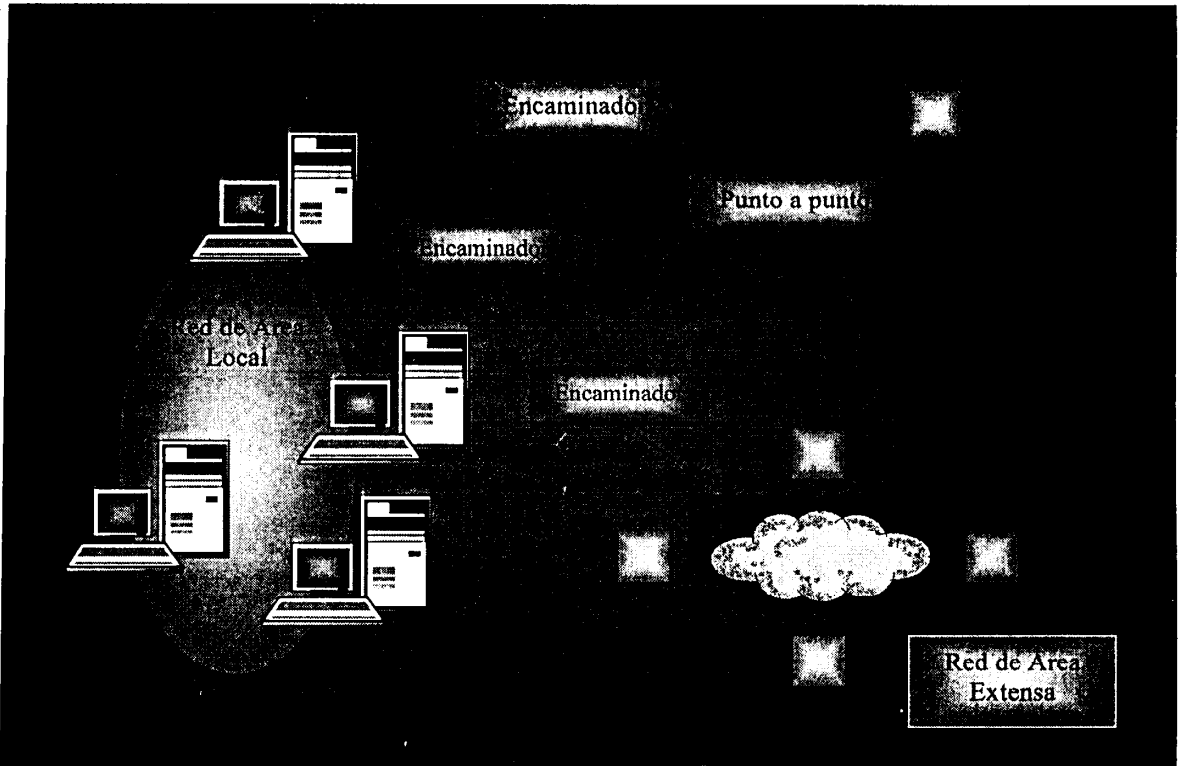 Encaminado
Punto a punto
Encaminado
Red de Area
Local
Encaminado
Red de Area
Extensa